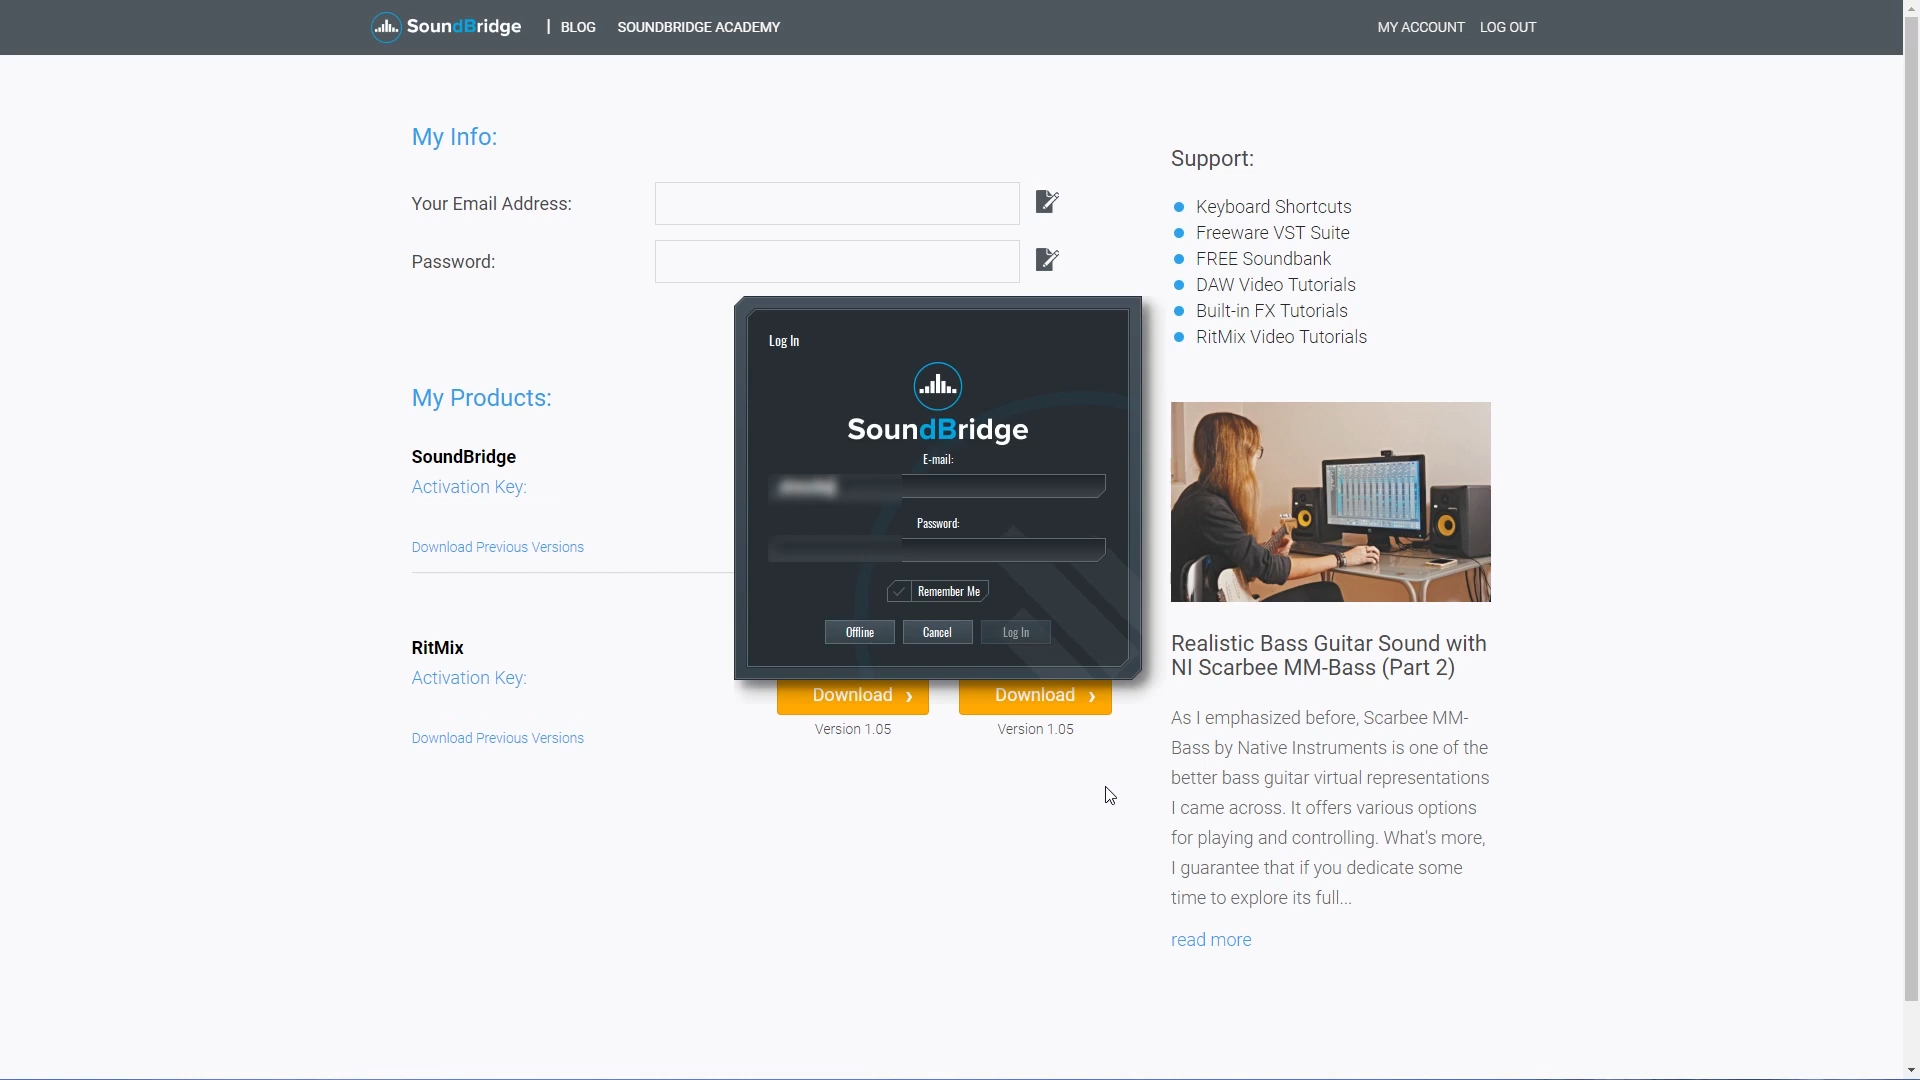 SoundBridge | BLOG SOUNDBRIDGE ACADEMY MY ACCOUNT LOG OUT
My Info:
Your Email Address:
Password:
My Products:
SoundBridge
Activation Key:
Download Previous Versions
RitMix
Activation Key:
Download Previous Versions
Log In
SoundBridge
E-mail:
Password:
Remember Me
Offline Cancel Log In
Download › Download ›
Version 1.05 Version 1.05
Support:
Keyboard Shortcuts
Freeware VST Suite
FREE Soundbank
DAW Video Tutorials
Built-in FX Tutorials
RitMix Video Tutorials
Realistic Bass Guitar Sound with
NI Scarbee MM-Bass (Part 2)
As I emphasized before, Scarbee MM-
Bass by Native Instruments is one of the
better bass guitar virtual representations
I came across. It offers various options
for playing and controlling. What's more,
I guarantee that if you dedicate some
time to explore its full...
read more